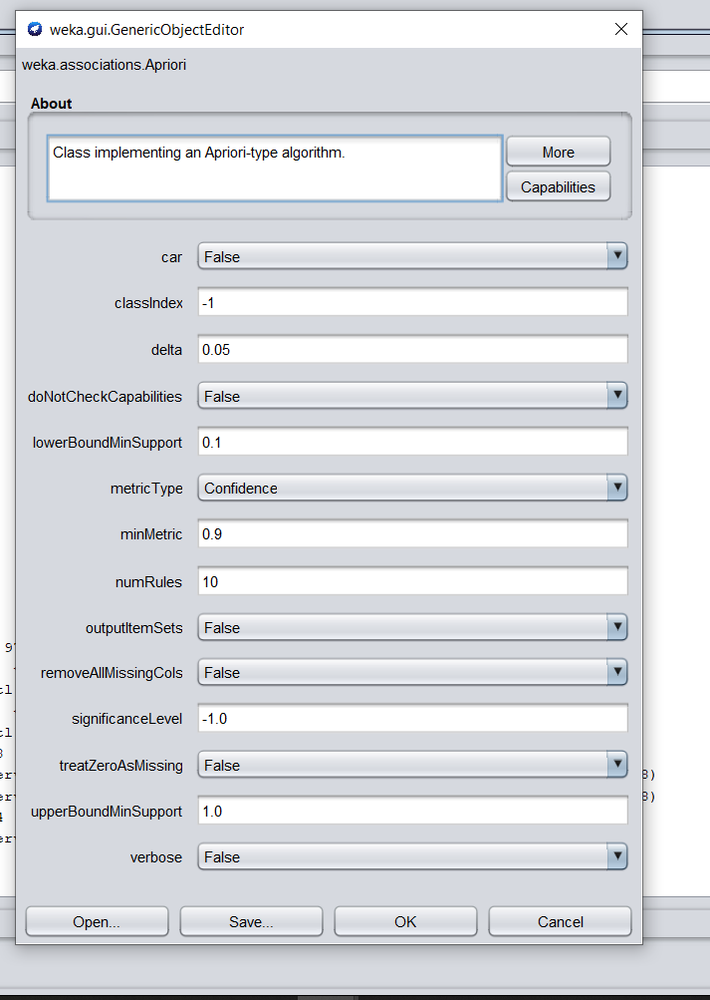 weka.gui.GenericObjectEditor
weka.associations.Apriori
About
Class implementing an Apriori-type algorithm.
More
Capabilities
car False
classIndex -1
delta 0.05
doNotCheckCapabilities False
lowerBoundMinSupport 0.1
metricType Confidence
minMetric 0.9
numRules 10
outputItemSets False
removeAllMissingCols False
significanceLevel -1.0
treatZeroAsMissing False
upperBoundMinSupport 1.0
verbose False
Open... Save... OK Cancel